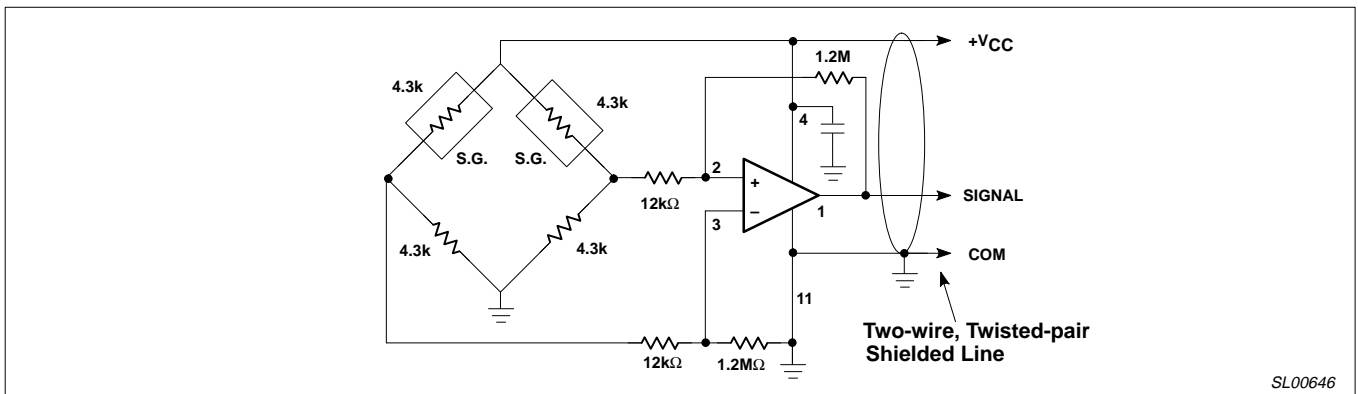 +VCC
1.2M
4.3k
4.3k
4
S.G.
S.G.
2
+
12kΩ
1
SIGNAL
3
–
4.3k
4.3k
COM
11
Two-wire, Twisted-pair
Shielded Line
12kΩ
1.2MΩ
SL00646